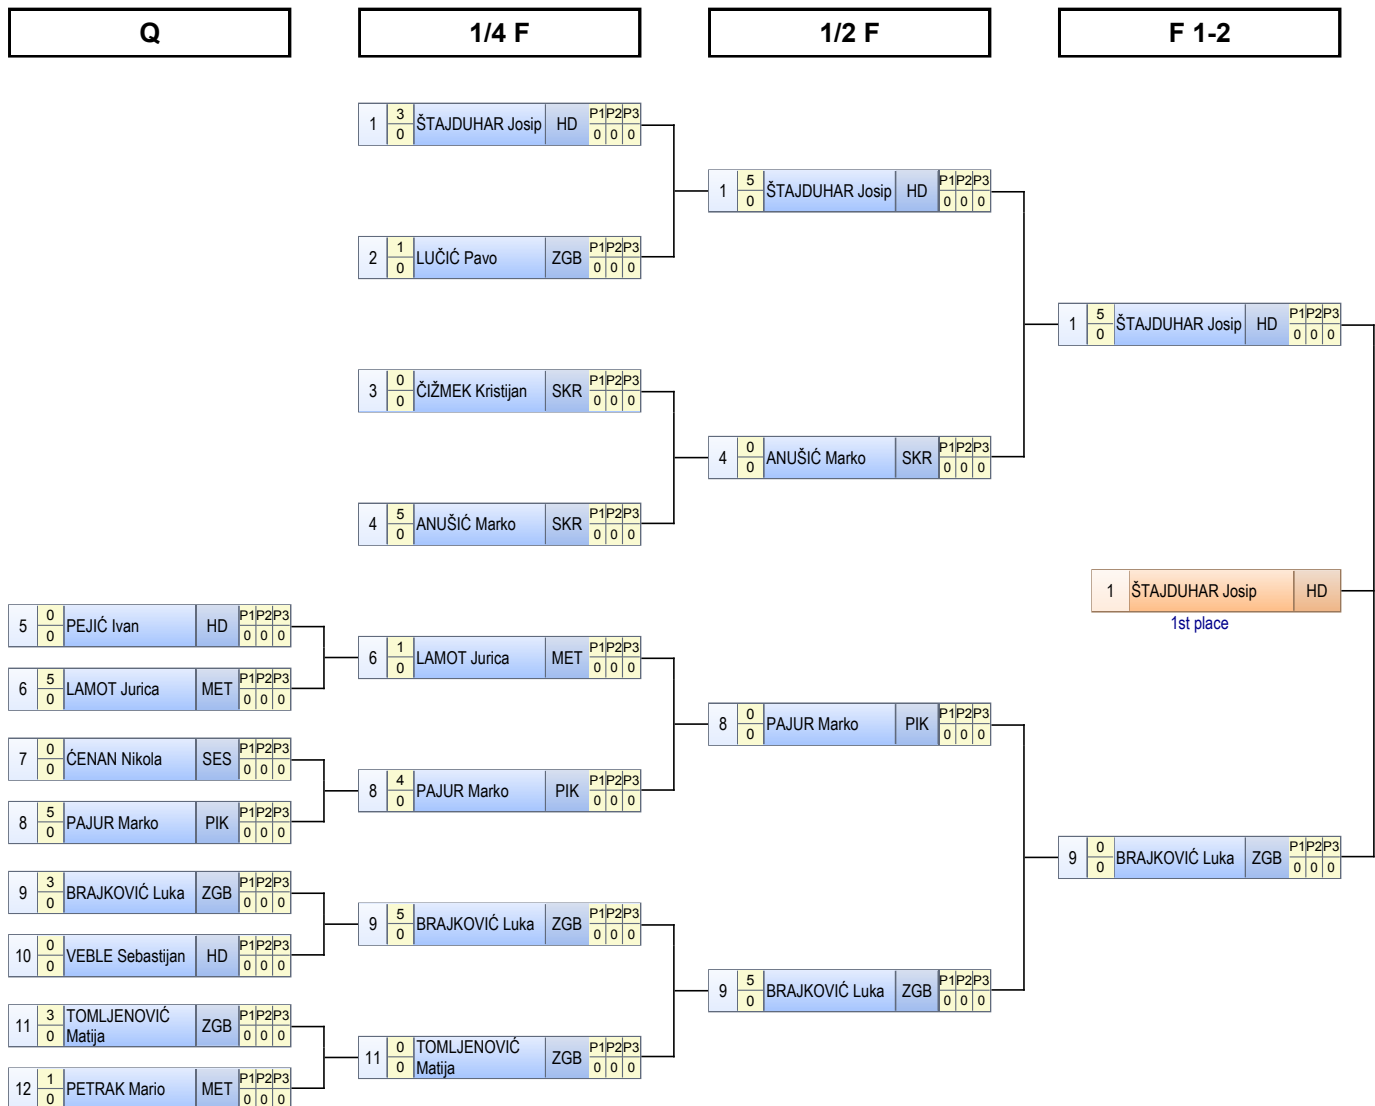 Q
1/4 F
1/2 F
F 1-2
1 3 0 ŠTAJDUHAR Josip HD P1 P2 P3 0 0 0
2 1 0 LUČIĆ Pavo ZGB P1 P2 P3 0 0 0
3 0 0 ČIŽMEK Kristijan SKR P1 P2 P3 0 0 0
4 5 0 ANUŠIĆ Marko SKR P1 P2 P3 0 0 0
1 5 0 ŠTAJDUHAR Josip HD P1 P2 P3 0 0 0
4 0 0 ANUŠIĆ Marko SKR P1 P2 P3 0 0 0
1 5 0 ŠTAJDUHAR Josip HD P1 P2 P3 0 0 0
1 ŠTAJDUHAR Josip HD
1st place
5 0 0 PEJIĆ Ivan HD P1 P2 P3 0 0 0
6 5 0 LAMOT Jurica MET P1 P2 P3 0 0 0
7 0 0 ĆENAN Nikola SES P1 P2 P3 0 0 0
8 5 0 PAJUR Marko PIK P1 P2 P3 0 0 0
9 3 0 BRAJKOVIĆ Luka ZGB P1 P2 P3 0 0 0
10 0 0 VEBLE Sebastijan HD P1 P2 P3 0 0 0
11 3 0 TOMLJENOVIĆ
Matija ZGB P1 P2 P3 0 0 0
12 1 0 PETRAK Mario MET P1 P2 P3 0 0 0
6 1 0 LAMOT Jurica MET P1 P2 P3 0 0 0
8 4 0 PAJUR Marko PIK P1 P2 P3 0 0 0
9 5 0 BRAJKOVIĆ Luka ZGB P1 P2 P3 0 0 0
11 0 0 TOMLJENOVIĆ
Matija ZGB P1 P2 P3 0 0 0
8 0 0 PAJUR Marko PIK P1 P2 P3 0 0 0
9 5 0 BRAJKOVIĆ Luka ZGB P1 P2 P3 0 0 0
9 0 0 BRAJKOVIĆ Luka ZGB P1 P2 P3 0 0 0